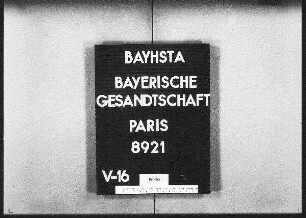 BAYHSTA
BAYERISCHE
GESANDTSCHAFT
PARIS
8921
V-16